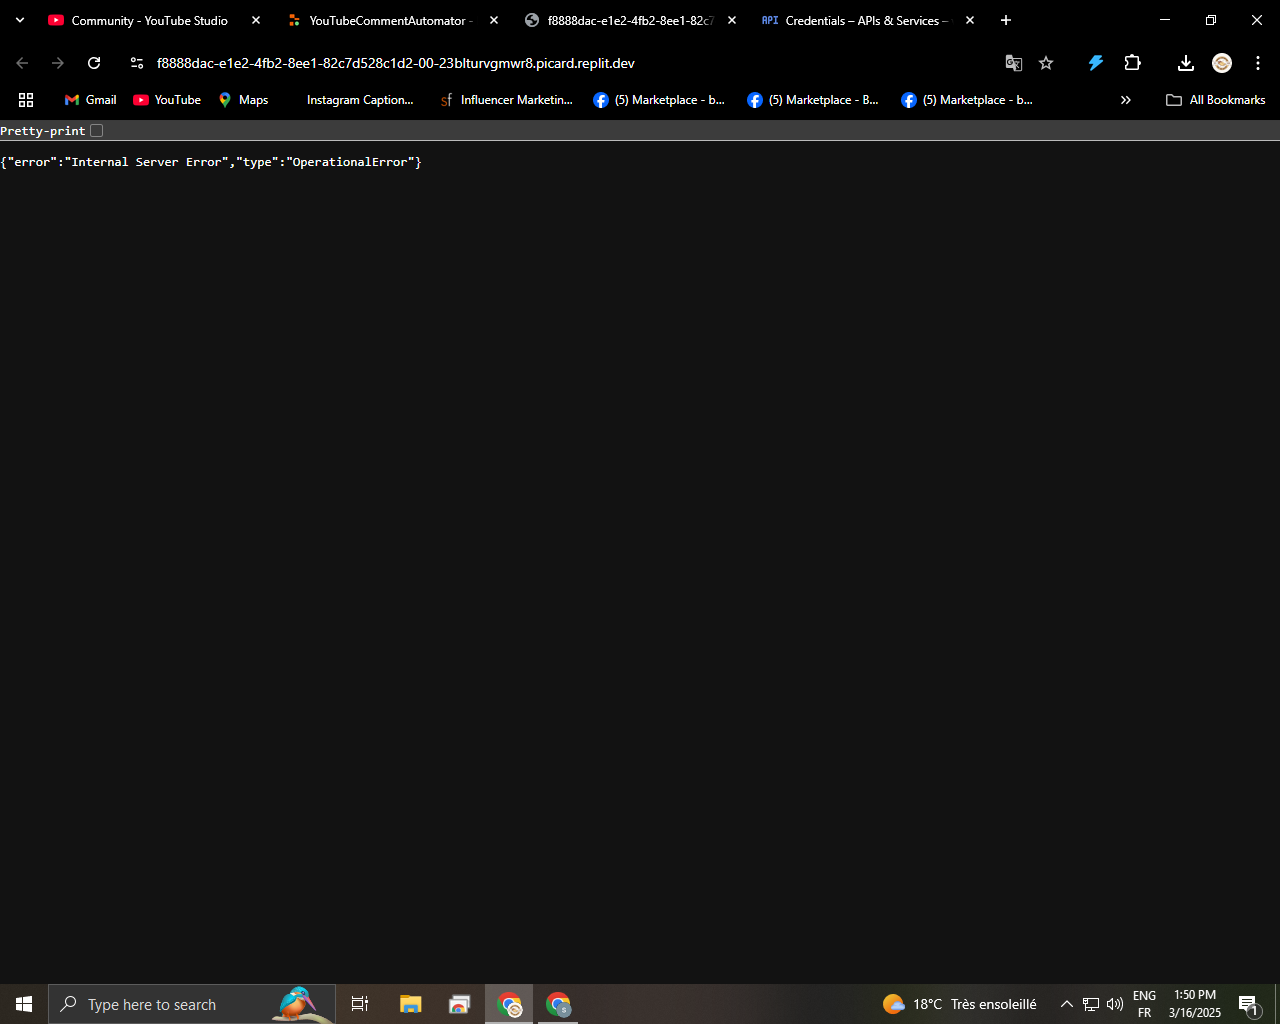 Community - YouTube Studio
YouTubeCommentAutomator -
f8888dac-e1e2-4fb2-8ee1-82c7
API Credentials – APIs & Services –
f8888dac-e1e2-4fb2-8ee1-82c7d528c1d2-00-23blturvgmwr8.picard.replit.dev
Gmail
YouTube
Maps
Instagram Caption...
sf Influencer Marketin...
(5) Marketplace - b...
(5) Marketplace - B...
(5) Marketplace - b...
All Bookmarks
Pretty-print
{"error":"Internal Server Error","type":"OperationalError"}
Type here to search
S
18°C Très ensoleillé
ENG
FR
1:50 PM
3/16/2025
1